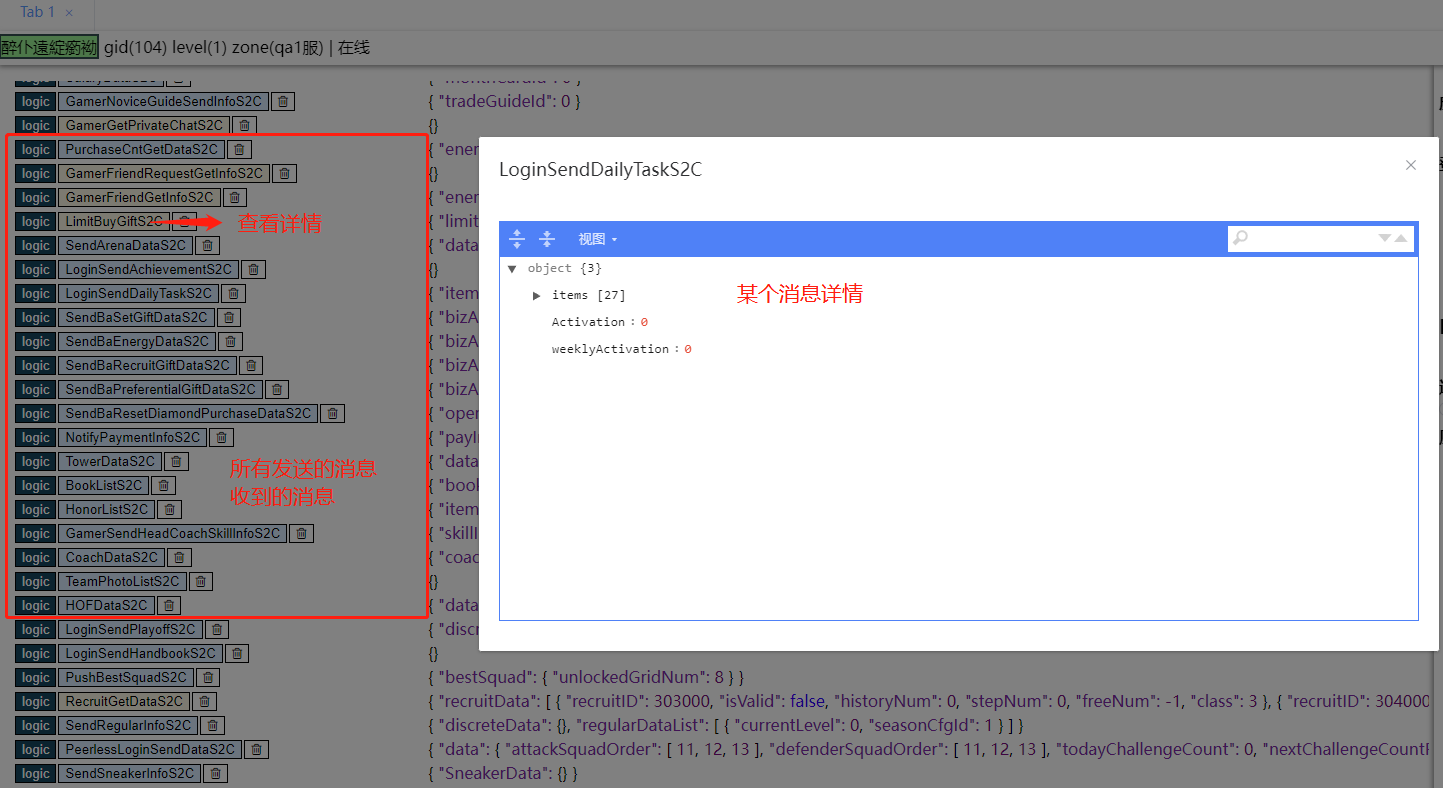 Tab 1 ×
醉仆遠綻瘸袎 gid(104) level(1) zone(qa1服) | 在线
logic GamerNoviceGuideSendInfoS2C { "tradeGuideId": 0 }
logic GamerGetPrivateChatS2C {}
logic PurchaseCntGetDataS2C { "ener
logic GamerFriendRequestGetInfoS2C {}
logic GamerFriendGetInfoS2C { "ener
logic LimitBuyGiftS2C 查看详情 { "limit
logic SendArenaDataS2C { "data
logic LoginSendAchievementS2C {}
logic LoginSendDailyTaskS2C { "item
logic SendBaSetGiftDataS2C { "bizA
logic SendBaEnergyDataS2C { "bizA
logic SendBaRecruitGiftDataS2C { "bizA
logic SendBaPreferentialGiftDataS2C { "bizA
logic SendBaResetDiamondPurchaseDataS2C { "oper
logic NotifyPaymentInfoS2C { "payIn
logic TowerDataS2C { "data
logic BookListS2C { "book
logic HonorListS2C { "item
logic GamerSendHeadCoachSkillInfoS2C { "skillI
logic CoachDataS2C { "coac
logic TeamPhotoListS2C {}
logic HOFDataS2C { "data
所有发送的消息
收到的消息
LoginSendDailyTaskS2C ×
视图
object {3}
items [27]
某个消息详情
Activation : 0
weeklyActivation : 0
logic LoginSendPlayoffS2C { "discr
logic LoginSendHandbookS2C {}
logic PushBestSquadS2C { "bestSquad": { "unlockedGridNum": 8 } }
logic RecruitGetDataS2C { "recruitData": [ { "recruitID": 303000, "isValid": false, "historyNum": 0, "stepNum": 0, "freeNum": -1, "class": 3 }, { "recruitID": 304000
logic SendRegularInfoS2C { "discreteData": {}, "regularDataList": [ { "currentLevel": 0, "seasonCfgId": 1 } ] }
logic PeerlessLoginSendDataS2C { "data": { "attackSquadOrder": [ 11, 12, 13 ], "defenderSquadOrder": [ 11, 12, 13 ], "todayChallengeCount": 0, "nextChallengeCount
logic SendSneakerInfoS2C { "SneakerData": {} }